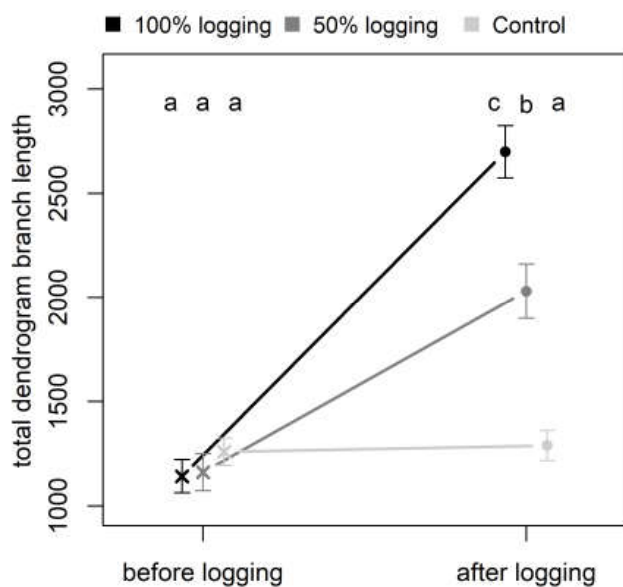 100% logging 50% logging Control
total dendrogram branch length
3000
2500
2000
1500
1000
a a a
c b a
before logging after logging